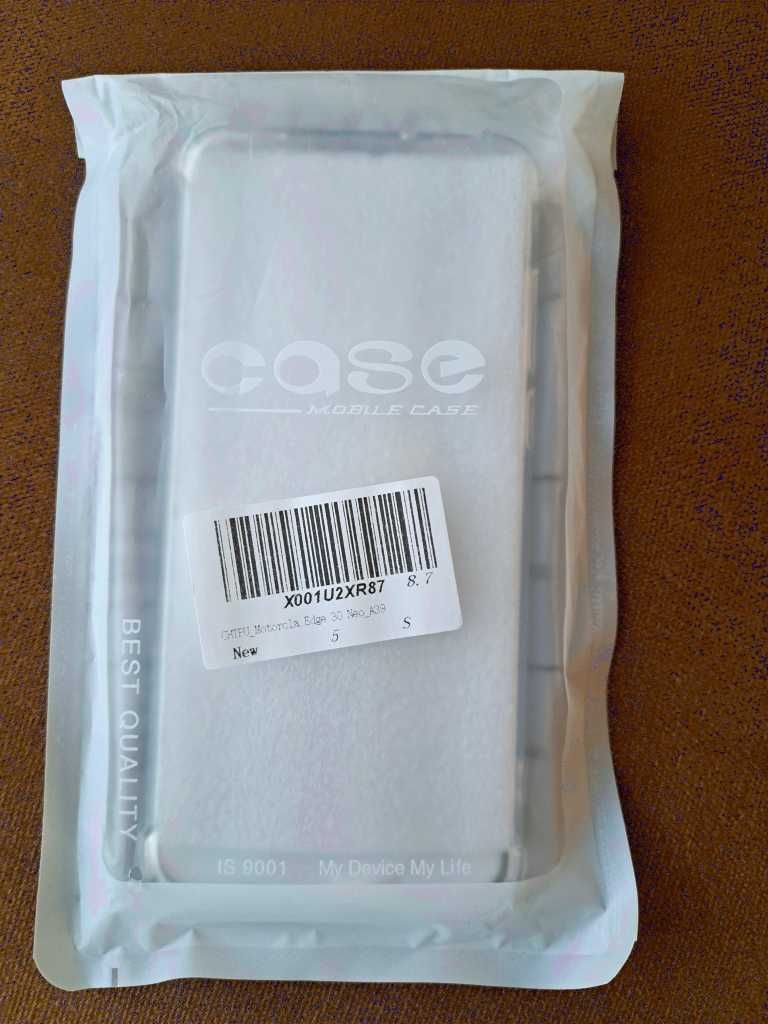 case
MOBILE CASE
X001U2XR87
8.7
Motorola Edge 30 Neo_A39
New
5
S
BEST QUALITY
IS 9001 My Device My Life